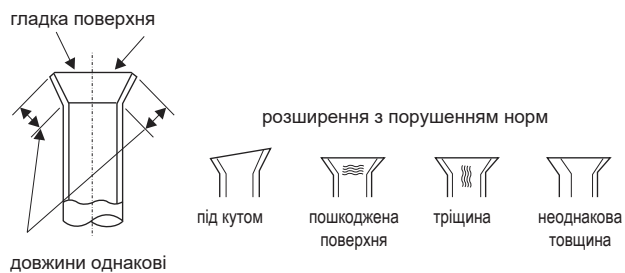 гладка поверхня
розширення з порушенням норм
під кутом
пошкоджена
поверхня
тріщина
неоднакова
товщина
довжини однакові